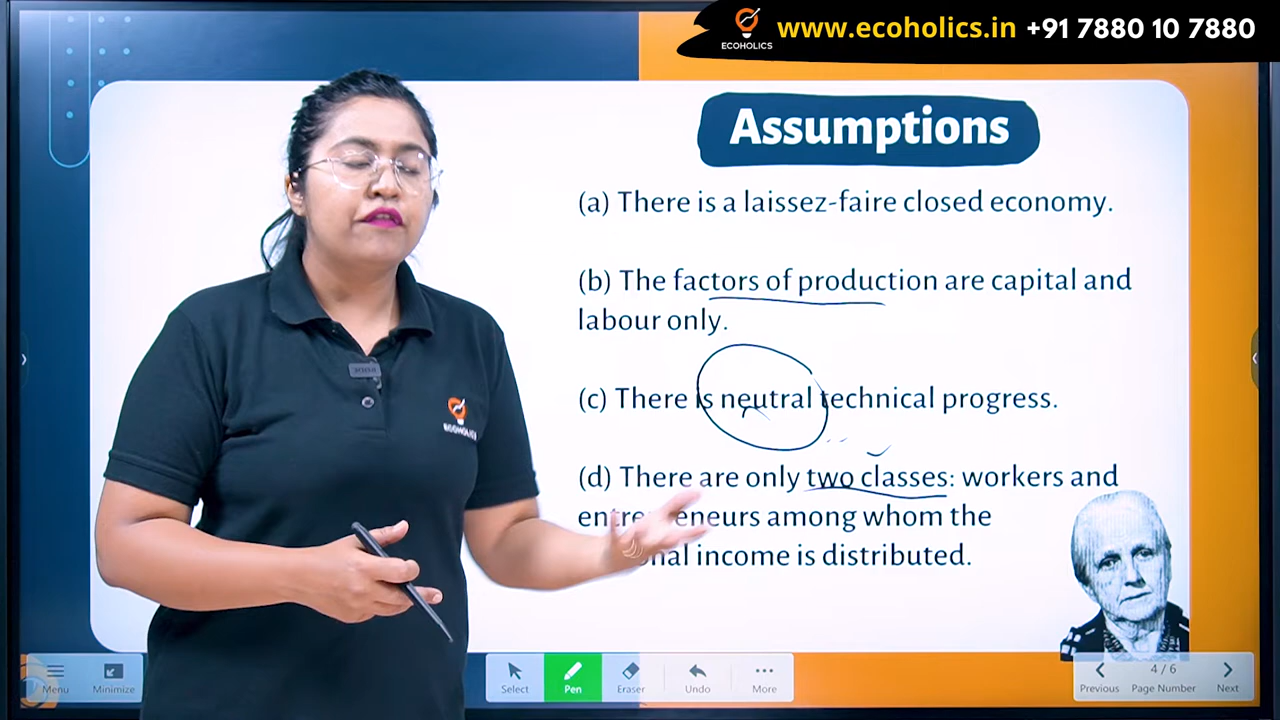 ECOHOLICS
www.ecoholics.in +91 7880 10 7880
Assumptions
(a) There is a laissez-faire closed economy.
(b) The factors of production are capital and
labour only.
(c) There is neutral technical progress.
(d) There are only two classes: workers and
among whom the
income is distributed.
ECOHOLICS
Menu
Minimize
Select
Pen
Eraser
Undo
More
Previous
4 / 6
Page Number
Next